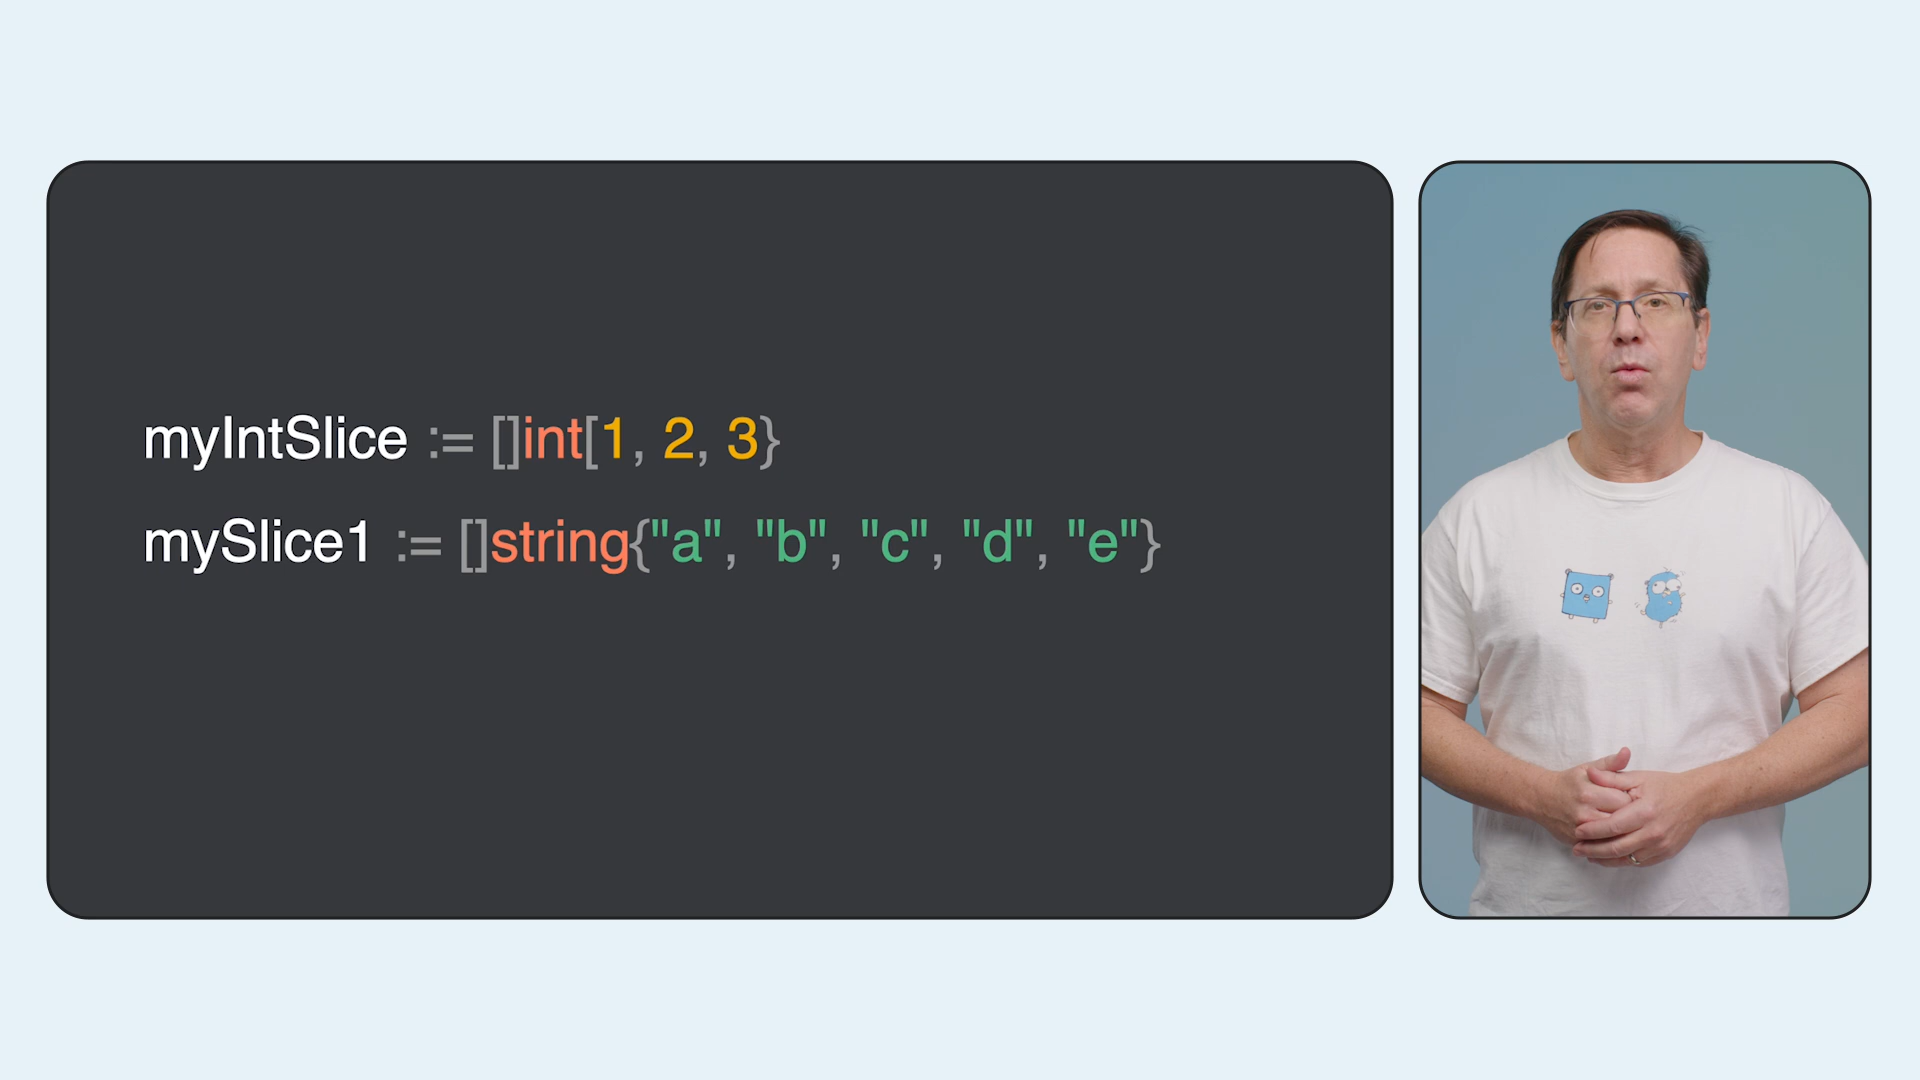 myIntSlice := []int[1, 2, 3}
mySlice1 := []string{"a", "b", "c", "d", "e"}